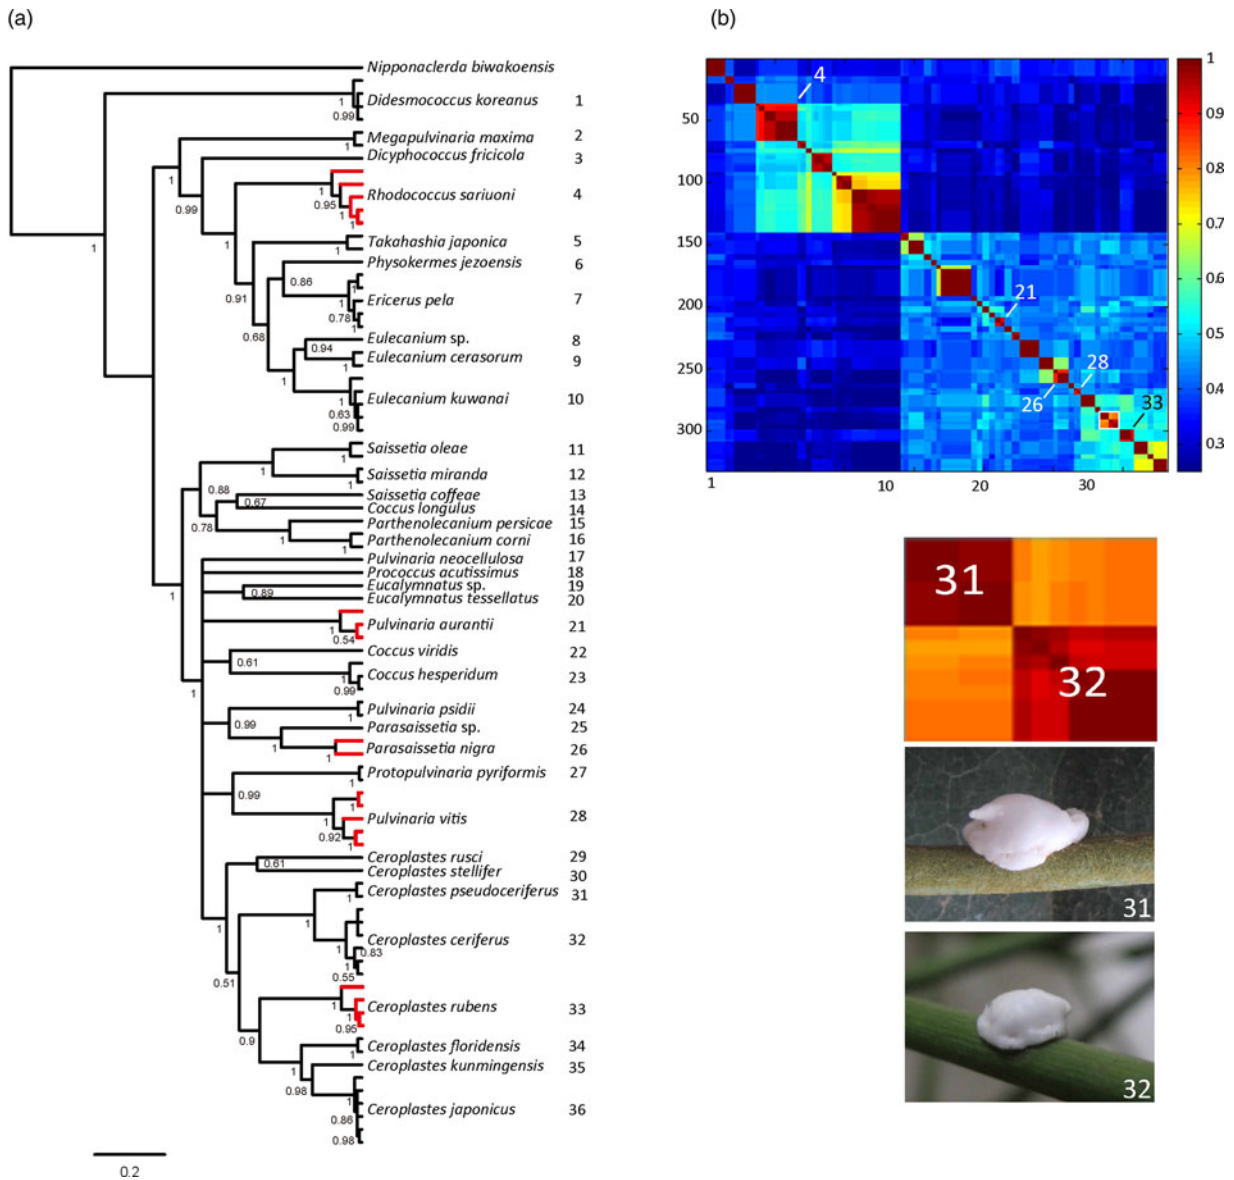 (a)
Nipponaclerda biwakoensis
1
Didesmococcus koreanus 1
0.99
Megapulvinaria maxima 2
1
Dicyphococcus fricicola 3
1
0.99
Rhodococcus sariuoni 4
1
0.95
1
1
1
1
Takahashia japonica 5
1
Physokermes jezoensis 6
0.86
0.91
1
Ericerus pela 7
0.78
1
0.68
Eulecanium sp. 8
0.94
Eulecanium cerasorum 9
1
1
Eulecanium kuwanai 10
1
0.63
0.99
Saissetia oleae 11
1
1
Saissetia miranda 12
1
0.88
Saissetia coffeae 13
0.67
Coccus longulus 14
0.78
Parthenolecanium persicae 15
1
Parthenolecanium corni 16
1
Pulvinaria neocellulosa 17
Prococcus acutissimus 18
Eucalymnatus sp. 19
0.89
Eucalymnatus tessellatus 20
1
Pulvinaria aurantii 21
1
0.54
Coccus viridis 22
0.61
Coccus hesperidum 23
1
0.99
1
Pulvinaria psidii 24
1
0.99
Parasaissetia sp. 25
Parasaissetia nigra 26
1
1
Protopulvinaria pyriformis 27
1
0.99
1
Pulvinaria vitis 28
1
0.92
1
Ceroplastes rusci 29
0.61
Ceroplastes stellifer 30
Ceroplastes pseudoceriferus 31
1
1
1
Ceroplastes ceriferus 32
1
0.83
1
0.55
0.51
Ceroplastes rubens 33
1
1
0.95
0.9
Ceroplastes floridensis 34
1
1
Ceroplastes kunmingensis 35
0.98
Ceroplastes japonicus 36
1
0.86
0.98
0.2
(b)
4
21
28
26
33
50
100
150
200
250
300
1 10 20 30
1
0.9
0.8
0.7
0.6
0.5
0.4
0.3
31
32
31
32